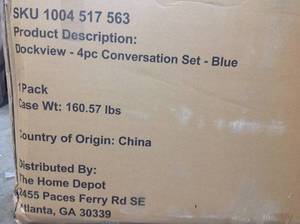 SKU 1004 517 563
Product Description:
Dockview - 4pc Conversation Set - Blue
1Pack
Case Wt: 160.57 lbs
Country of Origin: China
Distributed By:
The Home Depot
2455 Paces Ferry Rd SE
Atlanta, GA 30339